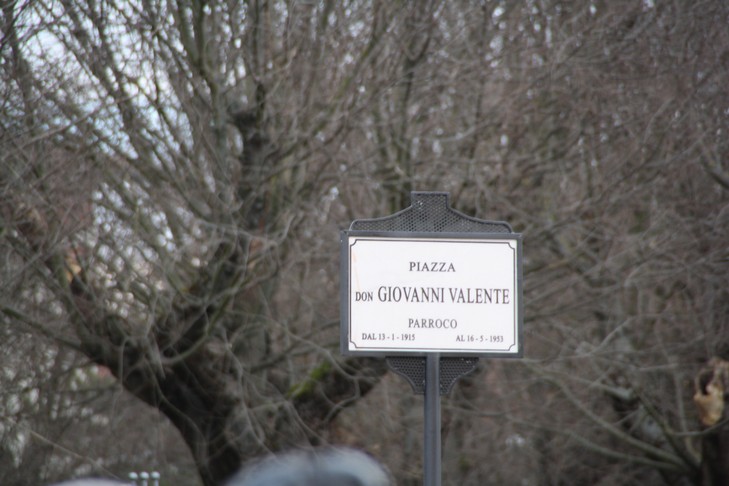 PIAZZA
DON GIOVANNI VALENTE
PARROCO
DAL 13 - 1 - 1915 AL 16 - 5 - 1953